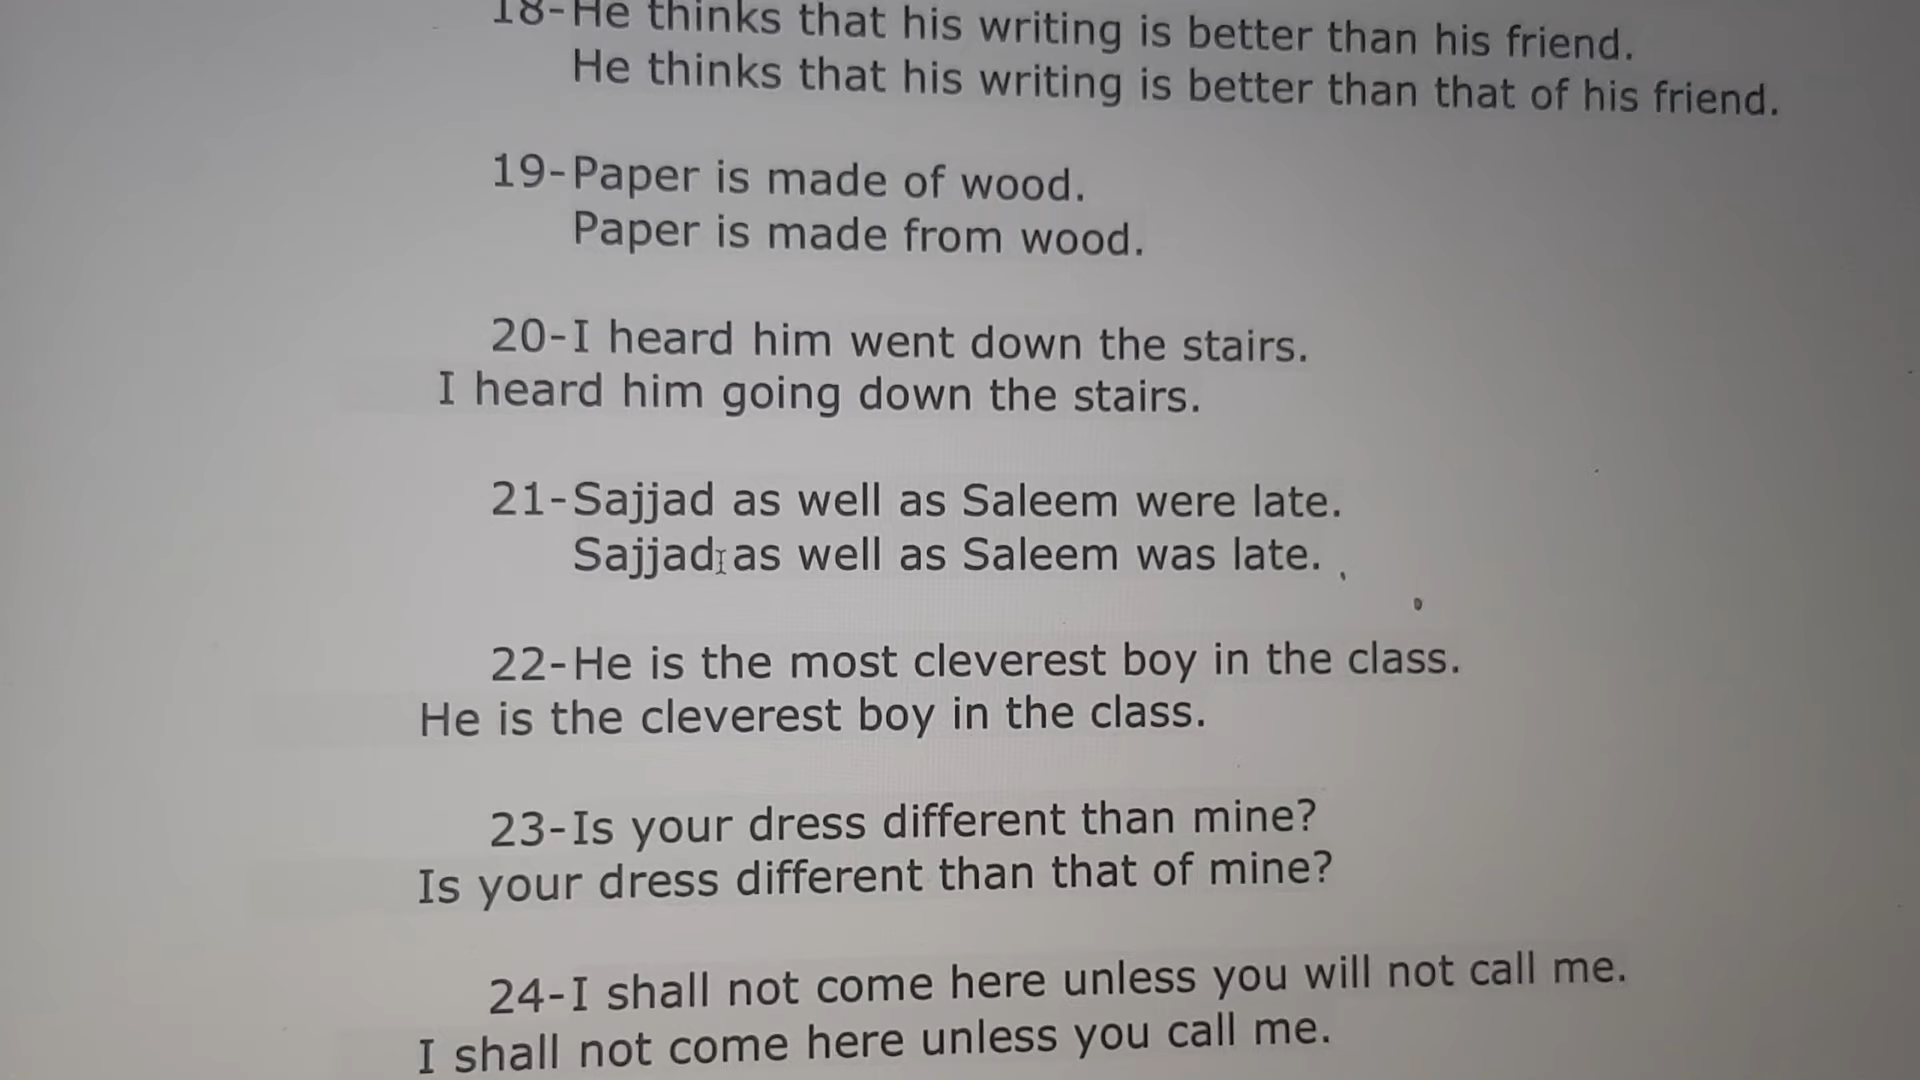 18-He thinks that his writing is better than his friend.
He thinks that his writing is better than that of his friend.
19-Paper is made of wood.
Paper is made from wood.
20-I heard him went down the stairs.
I heard him going down the stairs.
21-Sajjad as well as Saleem were late.
Sajjad as well as Saleem was late.
22-He is the most cleverest boy in the class.
He is the cleverest boy in the class.
23-Is your dress different than mine?
Is your dress different than that of mine?
24-I shall not come here unless you will not call me.
I shall not come here unless you call me.